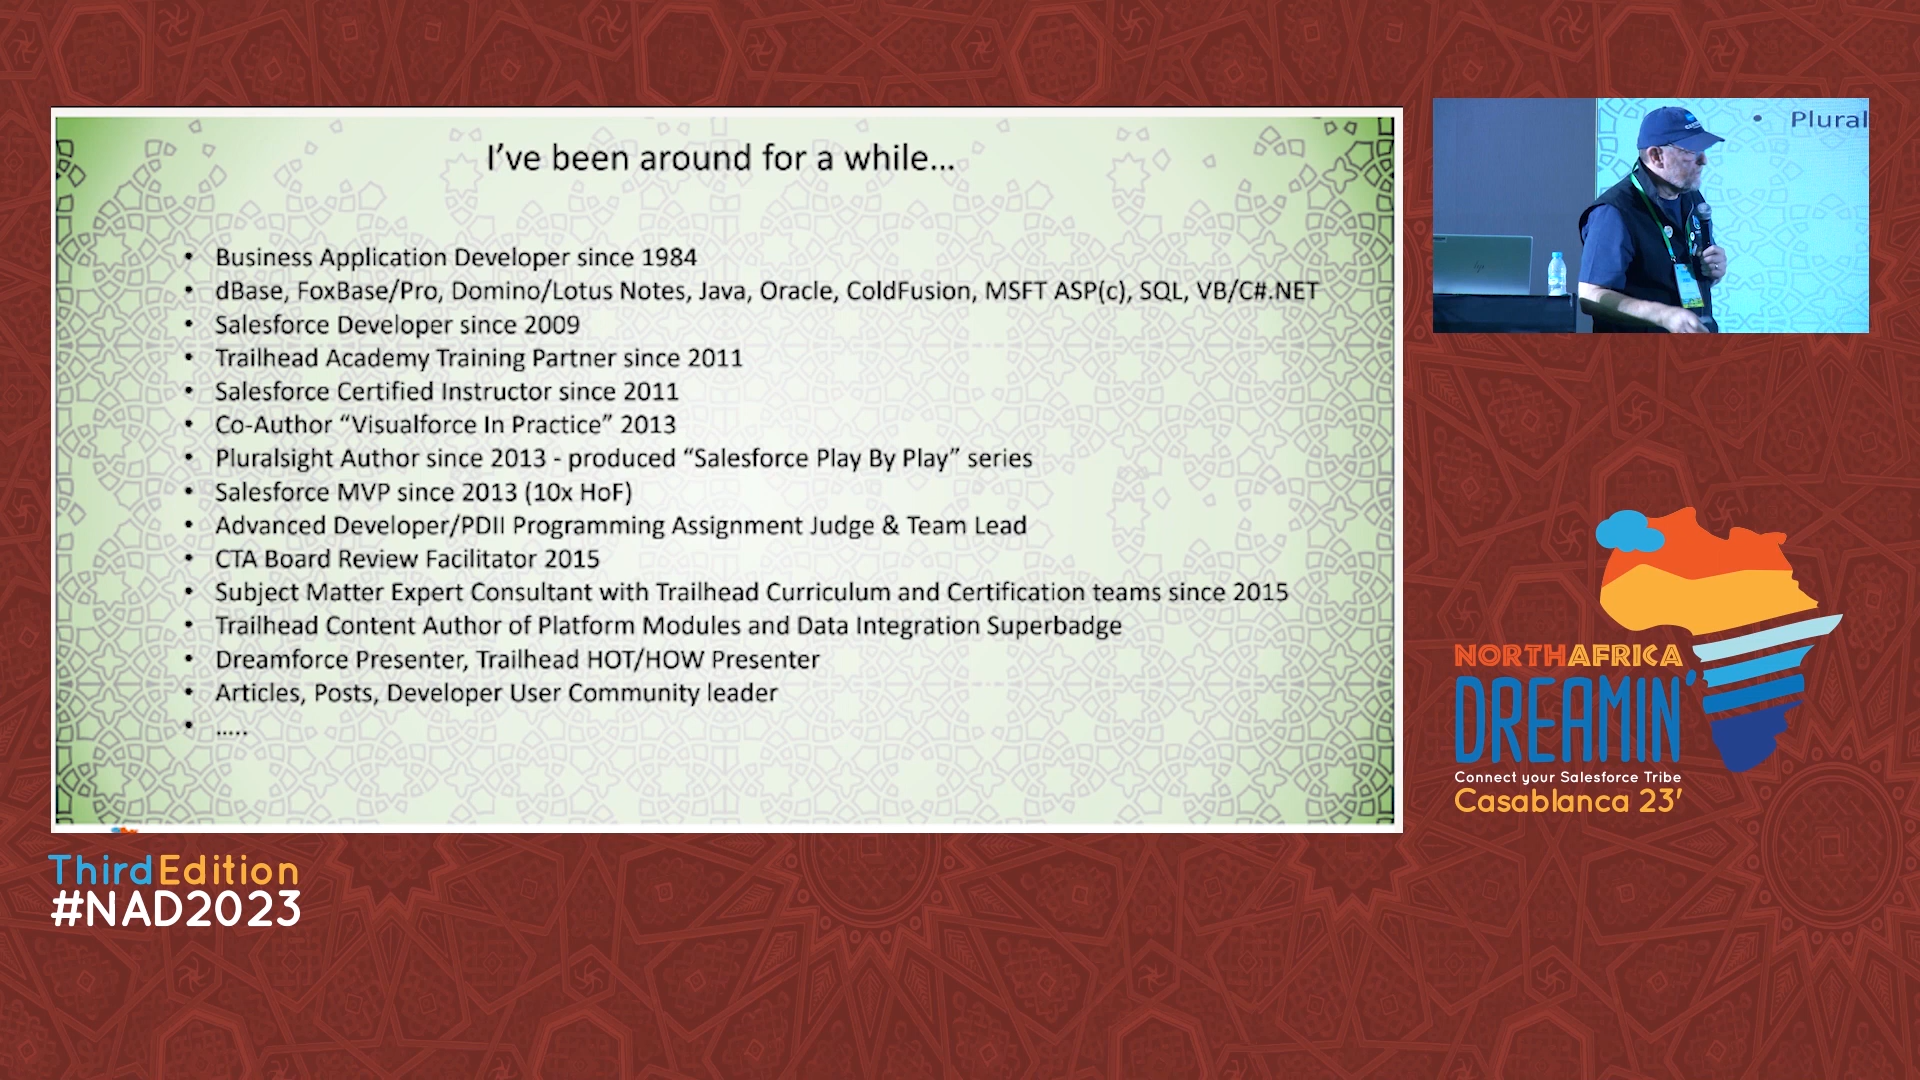 I've been around for a while...
• Business Application Developer since 1984
• dBase, FoxBase/Pro, Domino/Lotus Notes, Java, Oracle, ColdFusion, MSFT ASP(c), SQL, VB/C#.NET
• Salesforce Developer since 2009
• Trailhead Academy Training Partner since 2011
• Salesforce Certified Instructor since 2011
• Co-Author “Visualforce In Practice” 2013
• Pluralsight Author since 2013 - produced “Salesforce Play By Play” series
• Salesforce MVP since 2013 (10x HoF)
• Advanced Developer/PDII Programming Assignment Judge & Team Lead
• CTA Board Review Facilitator 2015
• Subject Matter Expert Consultant with Trailhead Curriculum and Certification teams since 2015
• Trailhead Content Author of Platform Modules and Data Integration Superbadge
• Dreamforce Presenter, Trailhead HOT/HOW Presenter
• Articles, Posts, Developer User Community leader
• .....
• Plural
NORTHAFRICA
DREAMIN'
Connect your Salesforce Tribe
Casablanca 23'
ThirdEdition
#NAD2023